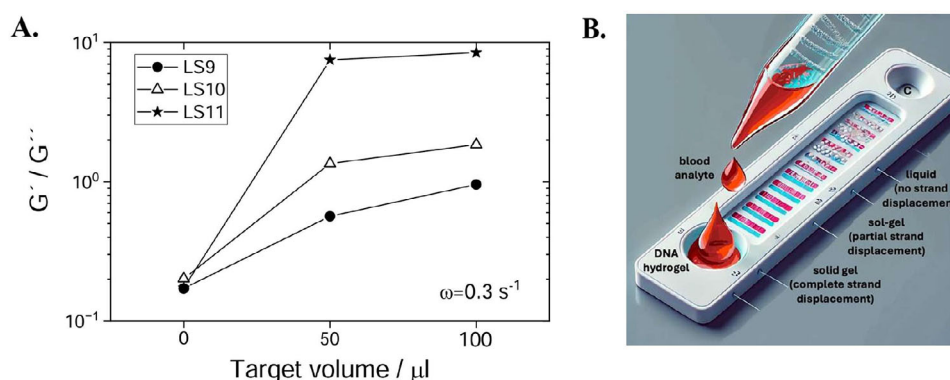 A.
G´ / G´´
10¹
10⁰
10⁻¹
LS9
LS10
LS11
ω=0.3 s⁻¹
0
50
100
Target volume / μl
B.
C
blood
analyte
liquid
(no strand
displacemen
sol-gel
(partial strand
displacement)
DNA
hydrogel
solid gel
(complete strand
displacement)